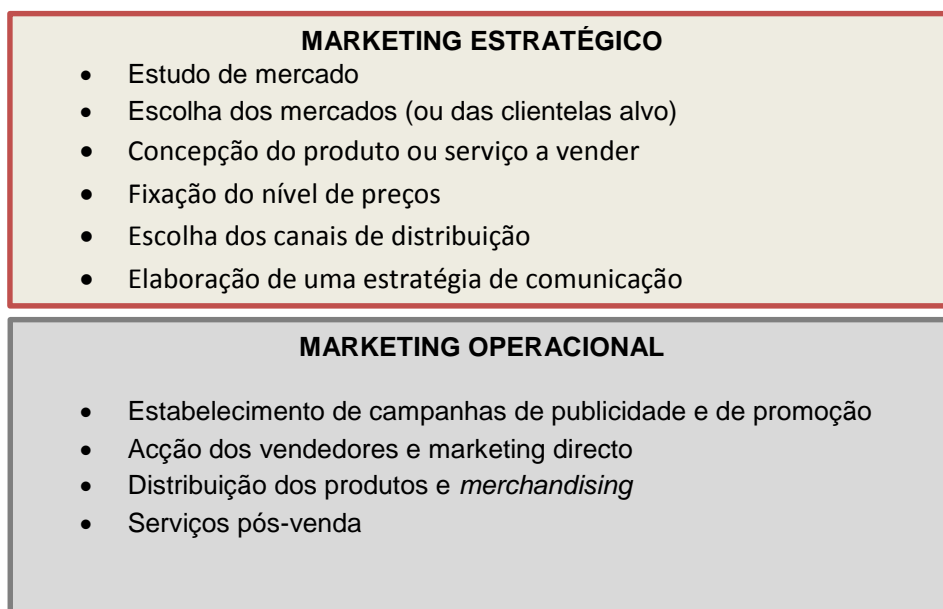 MARKETING ESTRATÉGICO
• Estudo de mercado
• Escolha dos mercados (ou das clientelas alvo)
• Concepção do produto ou serviço a vender
• Fixação do nível de preços
• Escolha dos canais de distribuição
• Elaboração de uma estratégia de comunicação
MARKETING OPERACIONAL
• Estabelecimento de campanhas de publicidade e de promoção
• Acção dos vendedores e marketing directo
• Distribuição dos produtos e merchandising
• Serviços pós-venda